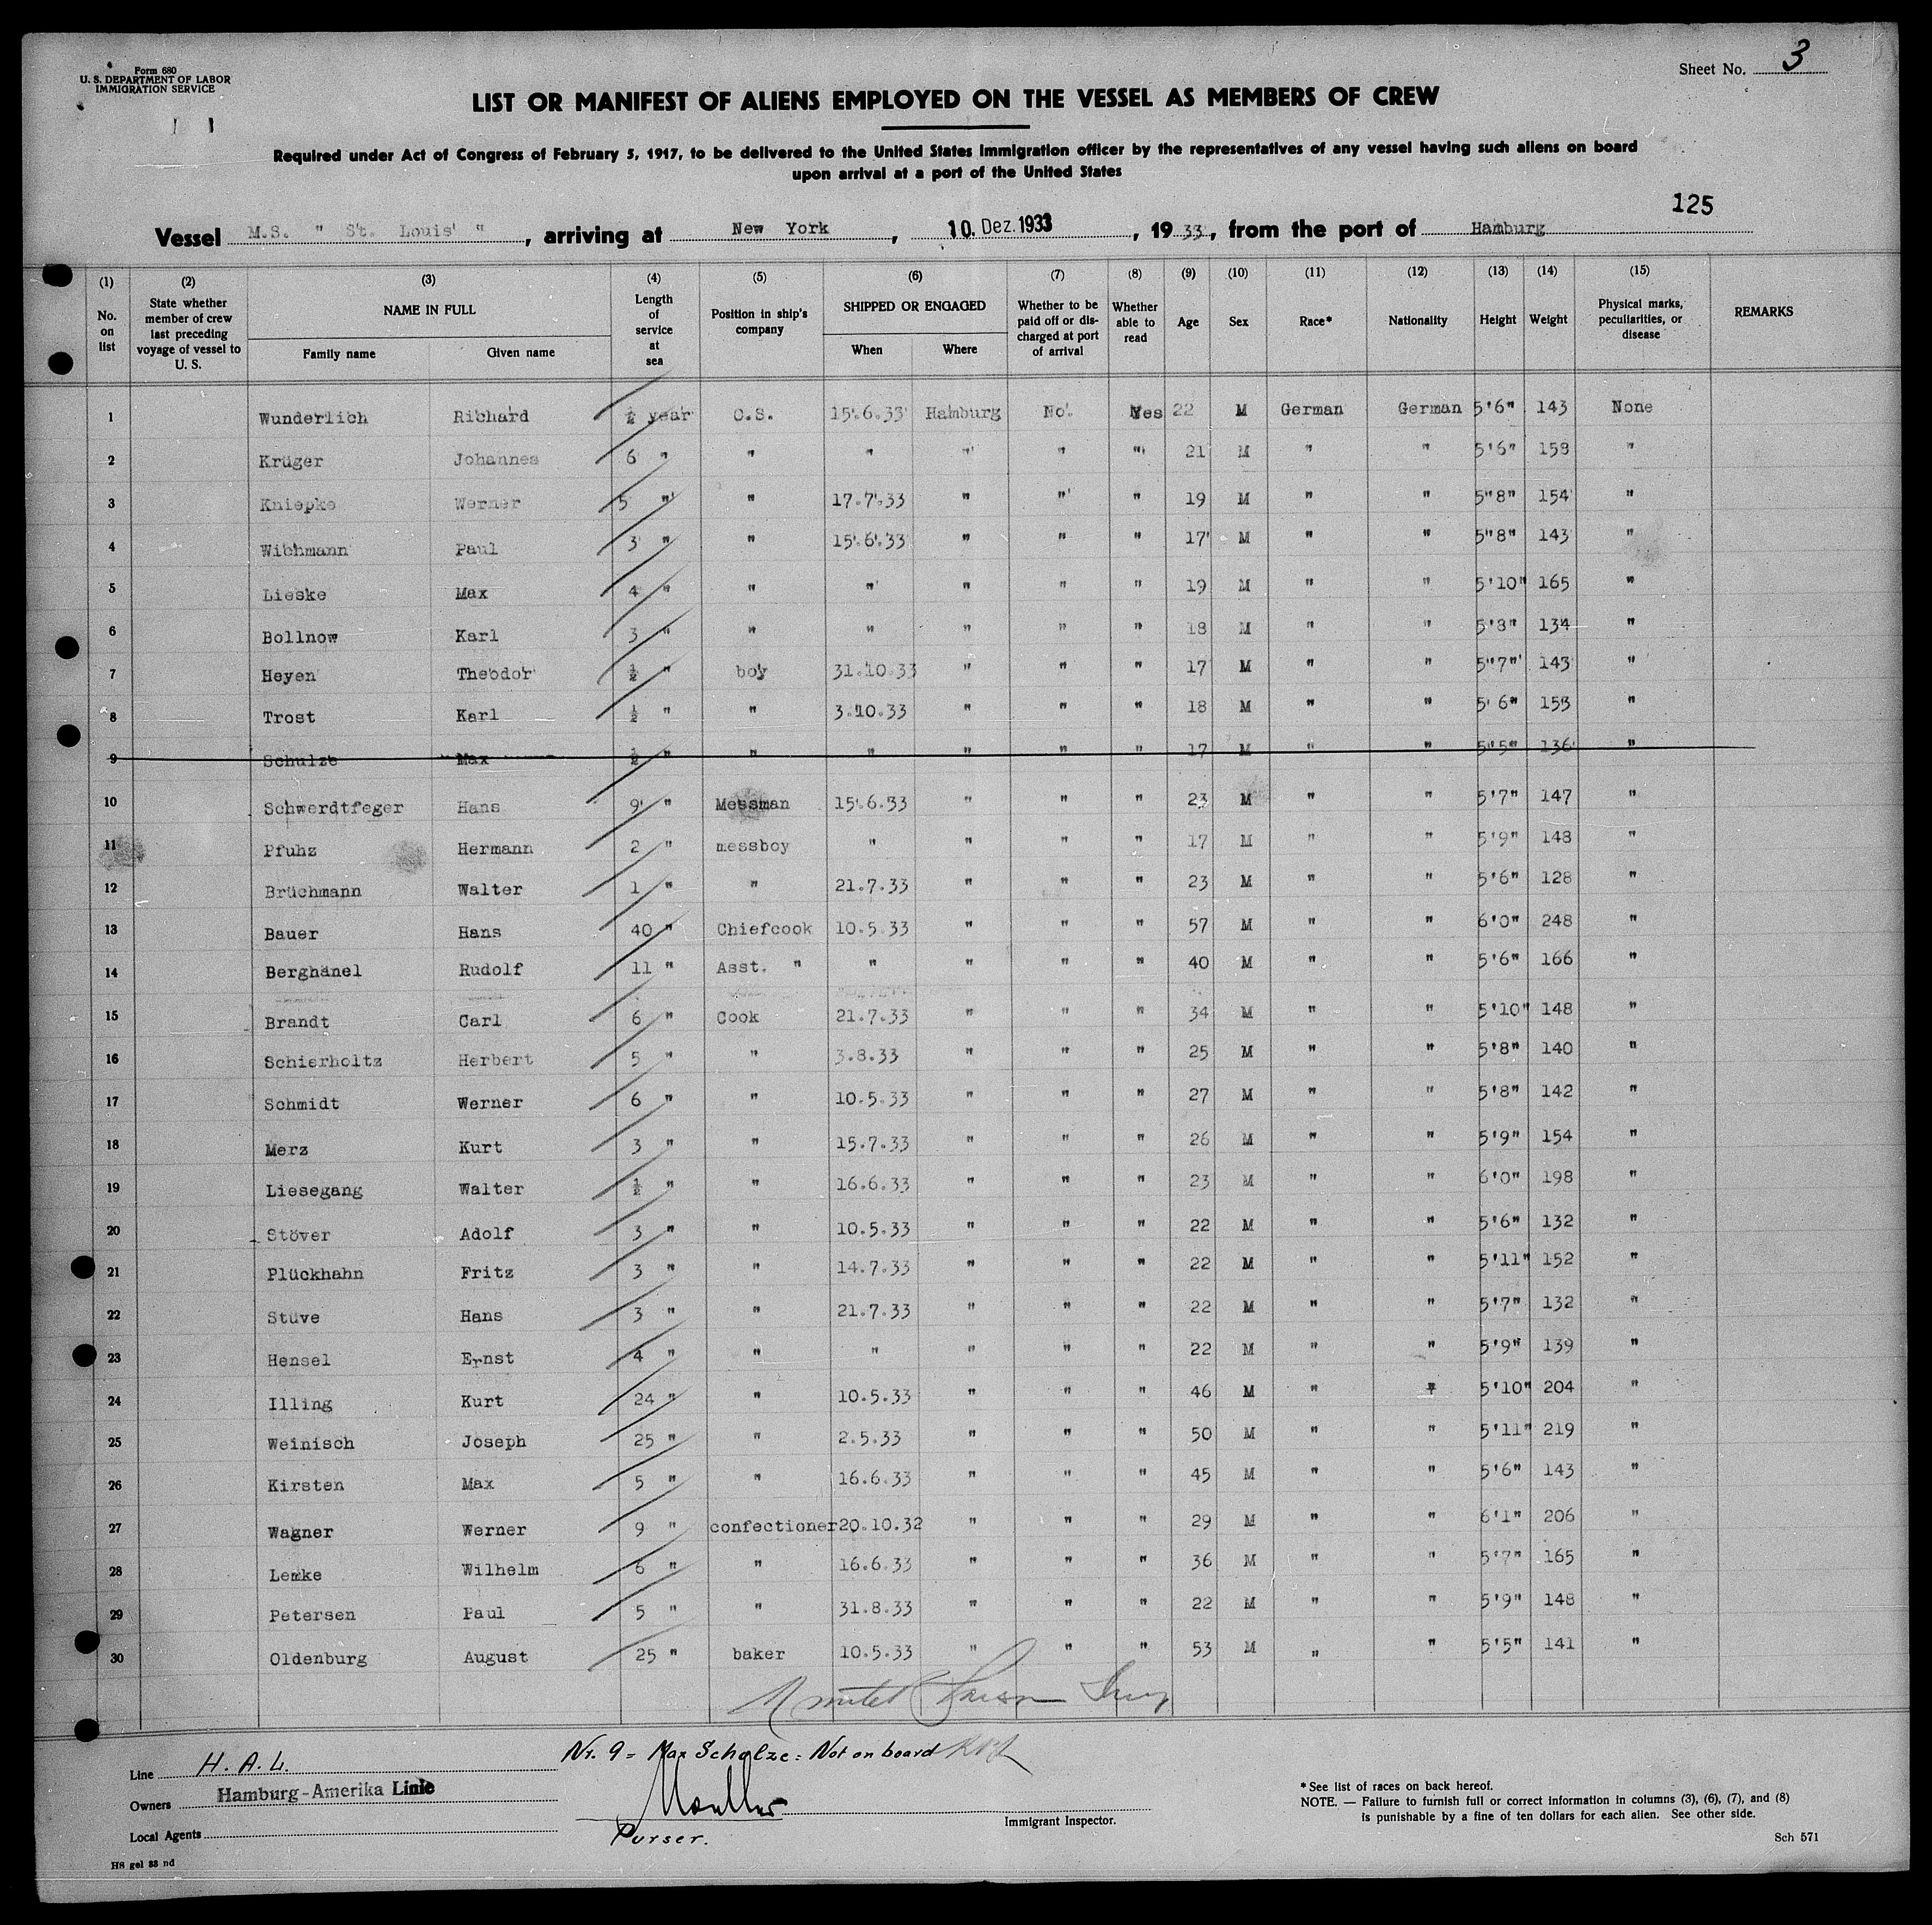 Form 680
U. S. DEPARTMENT OF LABOR
IMMIGRATION SERVICE
Sheet No. 3
LIST OR MANIFEST OF ALIENS EMPLOYED ON THE VESSEL AS MEMBERS OF CREW
Required under Act of Congress of February 5, 1917, to be delivered to the United States Immigration officer by the representatives of any vessel having such aliens on board
upon arrival at a port of the United States
125
Vessel M.S. " St. Louis " , arriving at New York , 10. Dez. 1933 , 19 33 , from the port of Hamburg
(1) (2) (3) (4) (5) (6) (7) (8) (9) (10) (11) (12) (13) (14) (15)
No. on list | State whether member of crew last preceding voyage of vessel to U. S. | NAME IN FULL Family name Given name | Length of service at sea | Position in ship's company | SHIPPED OR ENGAGED When Where | Whether to be paid off or discharged at port of arrival | Whether able to read | Age | Sex | Race* | Nationality | Height | Weight | Physical marks, peculiarities, or disease | REMARKS
1 Wunderlich Richard ½ year O.S. 15.6.33 Hamburg No. Yes 22 M German German 5'6" 143 None
2 Krüger Johannes 6 " " " " " " 21 M " " 5'6" 158 "
3 Kniepke Werner 5 " " 17.7.33 " " " 19 M " " 5"8" 154 "
4 Wichmann Paul 3 " " 15.6.33 " " " 17 M " " 5"8" 143 "
5 Lieske Max 4 " " " " " " 19 M " " 5'10" 165 "
6 Bollnow Karl 3 " " " " " " 18 M " " 5'8" 134 "
7 Heyen Theodor ½ " boy 31.10.33 " " " 17 M " " 5"7" 143 "
8 Trost Karl ½ " " 3.10.33 " " " 18 M " " 5'6" 153 "
9 Schulze Max ½ " " " " " " 17 M " " 5"5" 136 "
10 Schwerdtfeger Hans 9 " Messman 15.6.33 " " " 23 M " " 5'7" 147 "
11 Pfuhz Hermann 2 " messboy " " " " 17 M " " 5'9" 148 "
12 Brüchmann Walter 1 " " 21.7.33 " " " 23 M " " 5'6" 128 "
13 Bauer Hans 40 " Chiefcook 10.5.33 " " " 57 M " " 6'0" 248 "
14 Berghänel Rudolf 11 " Asst. " " " " " 40 M " " 5'6" 166 "
15 Brandt Carl 6 " Cook 21.7.33 " " " 34 M " " 5'10" 148 "
16 Schierholtz Herbert 5 " " 3.8.33 " " " 25 M " " 5'8" 140 "
17 Schmidt Werner 6 " " 10.5.33 " " " 27 M " " 5'8" 142 "
18 Merz Kurt 3 " " 15.7.33 " " " 26 M " " 5'9" 154 "
19 Liesegang Walter ½ " " 16.6.33 " " " 23 M " " 6'0" 198 "
20 Stöver Adolf 3 " " 10.5.33 " " " 22 M " " 5'6" 132 "
21 Plückhahn Fritz 3 " " 14.7.33 " " " 22 M " " 5'11" 152 "
22 Stuve Hans 3 " " 21.7.33 " " " 22 M " " 5'7" 132 "
23 Hensel Ernst 4 " " " " " " 22 M " " 5'9" 139 "
24 Illing Kurt 24 " " 10.5.33 " " " 46 M " " 5'10" 204 "
25 Weinisch Joseph 25 " " 2.5.33 " " " 50 M " " 5'11" 219 "
26 Kirsten Max 5 " " 16.6.33 " " " 45 M " " 5'6" 143 "
27 Wagner Werner 9 " confectioner 20.10.32 " " " 29 M " " 6'1" 206 "
28 Lemke Wilhelm 6 " " 16.6.33 " " " 36 M " " 5'7" 165 "
29 Petersen Paul 5 " " 31.8.33 " " " 22 M " " 5'9" 148 "
30 Oldenburg August 25 " baker 10.5.33 " " " 53 M " " 5'5" 141 "
Nr. 9 = Max Schulze: Not on board
Line H. A. L.
Owners Hamburg-Amerika Linie
Local Agents
Purser.
Immigrant Inspector.
* See list of races on back hereof.
NOTE. — Failure to furnish full or correct information in columns (3), (6), (7), and (8)
is punishable by a fine of ten dollars for each alien. See other side.
Sch 571
HS gel 33 nd